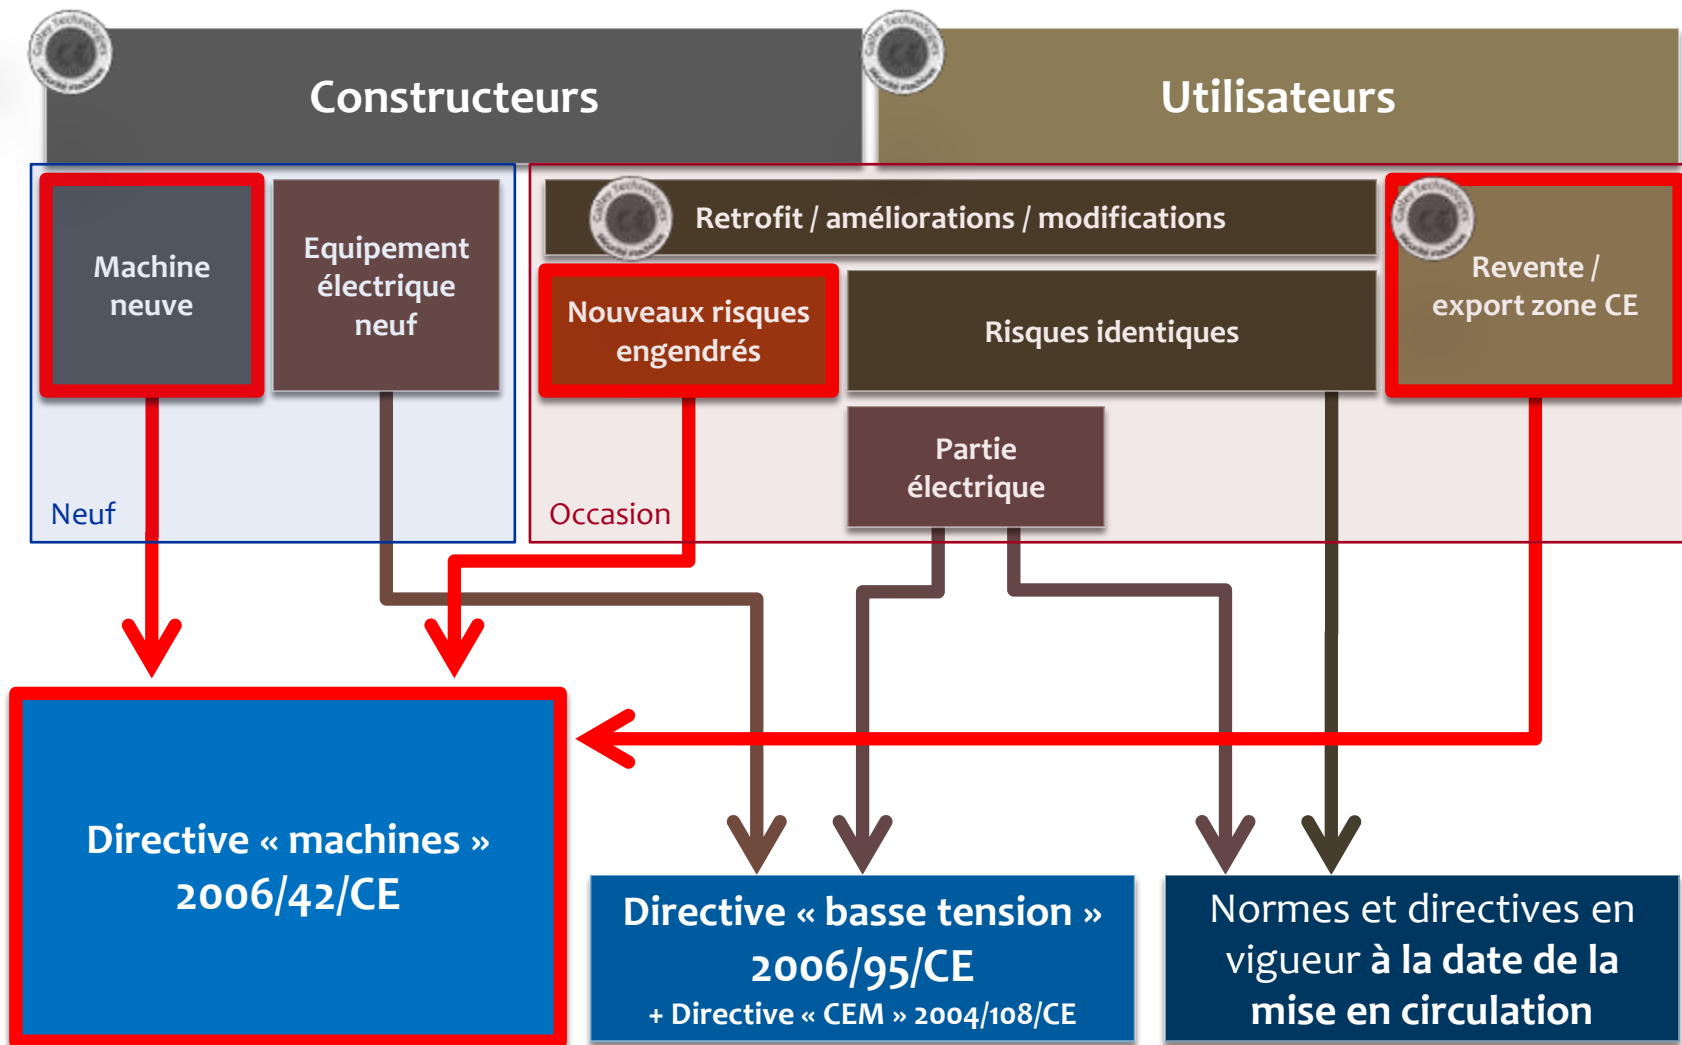 Constructeurs
Utilisateurs
Machine
neuve
Equipement
électrique
neuf
Retrofit / améliorations / modifications
Nouveaux risques
engendrés
Risques identiques
Revente /
export zone CE
Partie
électrique
Neuf
Occasion
Directive « machines »
2006/42/CE
Directive « basse tension »
2006/95/CE
+ Directive « CEM » 2004/108/CE
Normes et directives en
vigueur à la date de la
mise en circulation